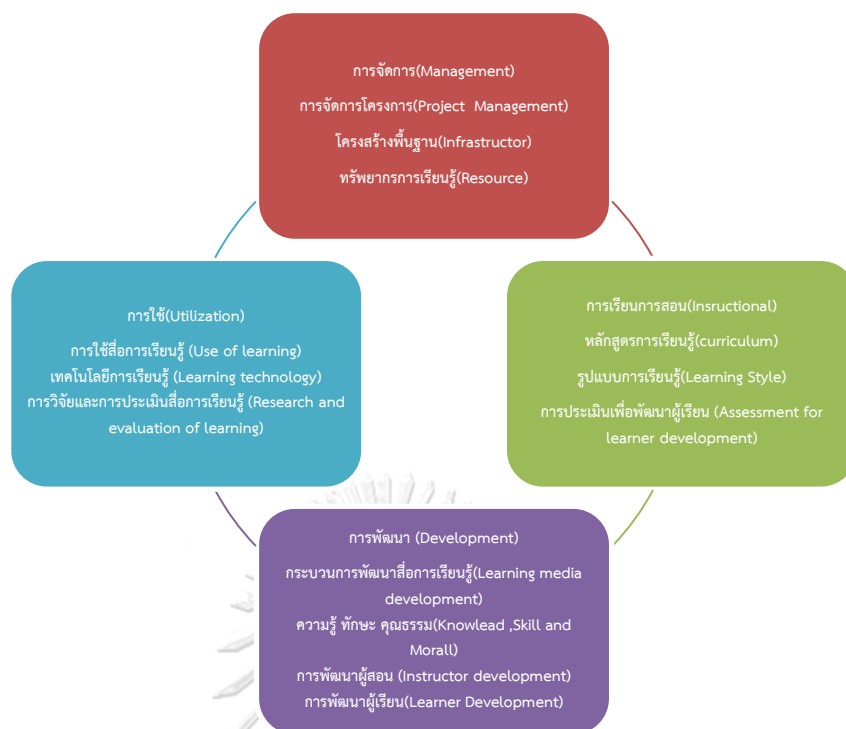 การจัดการ(Management)
การจัดการโครงการ(Project Management)
โครงสร้างพื้นฐาน(Infrastructor)
ทรัพยากรการเรียนรู้(Resource)
การใช้(Utilization)
การใช้สื่อการเรียนรู้ (Use of learning)
เทคโนโลยีการเรียนรู้ (Learning technology)
การวิจัยและการประเมินสื่อการเรียนรู้ (Research and
evaluation of learning)
การเรียนการสอน(Insructional)
หลักสูตรการเรียนรู้(curriculum)
รูปแบบการเรียนรู้(Learning Style)
การประเมินเพื่อพัฒนาผู้เรียน (Assessment for
learner development)
การพัฒนา (Development)
กระบวนการพัฒนาสื่อการเรียนรู้(Learning media
development)
ความรู้ ทักษะ คุณธรรม(Knowlead ,Skill and
Morall)
การพัฒนาผู้สอน (Instructor development)
การพัฒนาผู้เรียน(Learner Development)